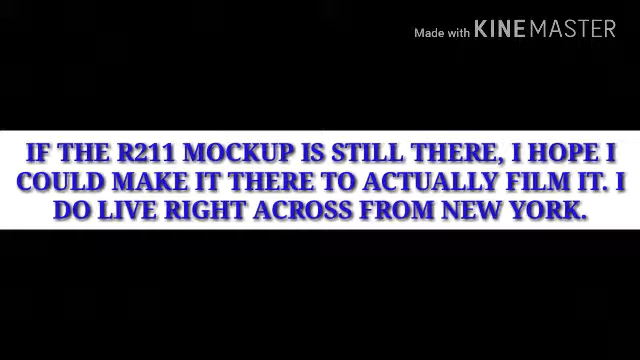 Made with KINEMASTER
IF THE R211 MOCKUP IS STILL THERE, I HOPE I
COULD MAKE IT THERE TO ACTUALLY FILM IT. I
DO LIVE RIGHT ACROSS FROM NEW YORK.